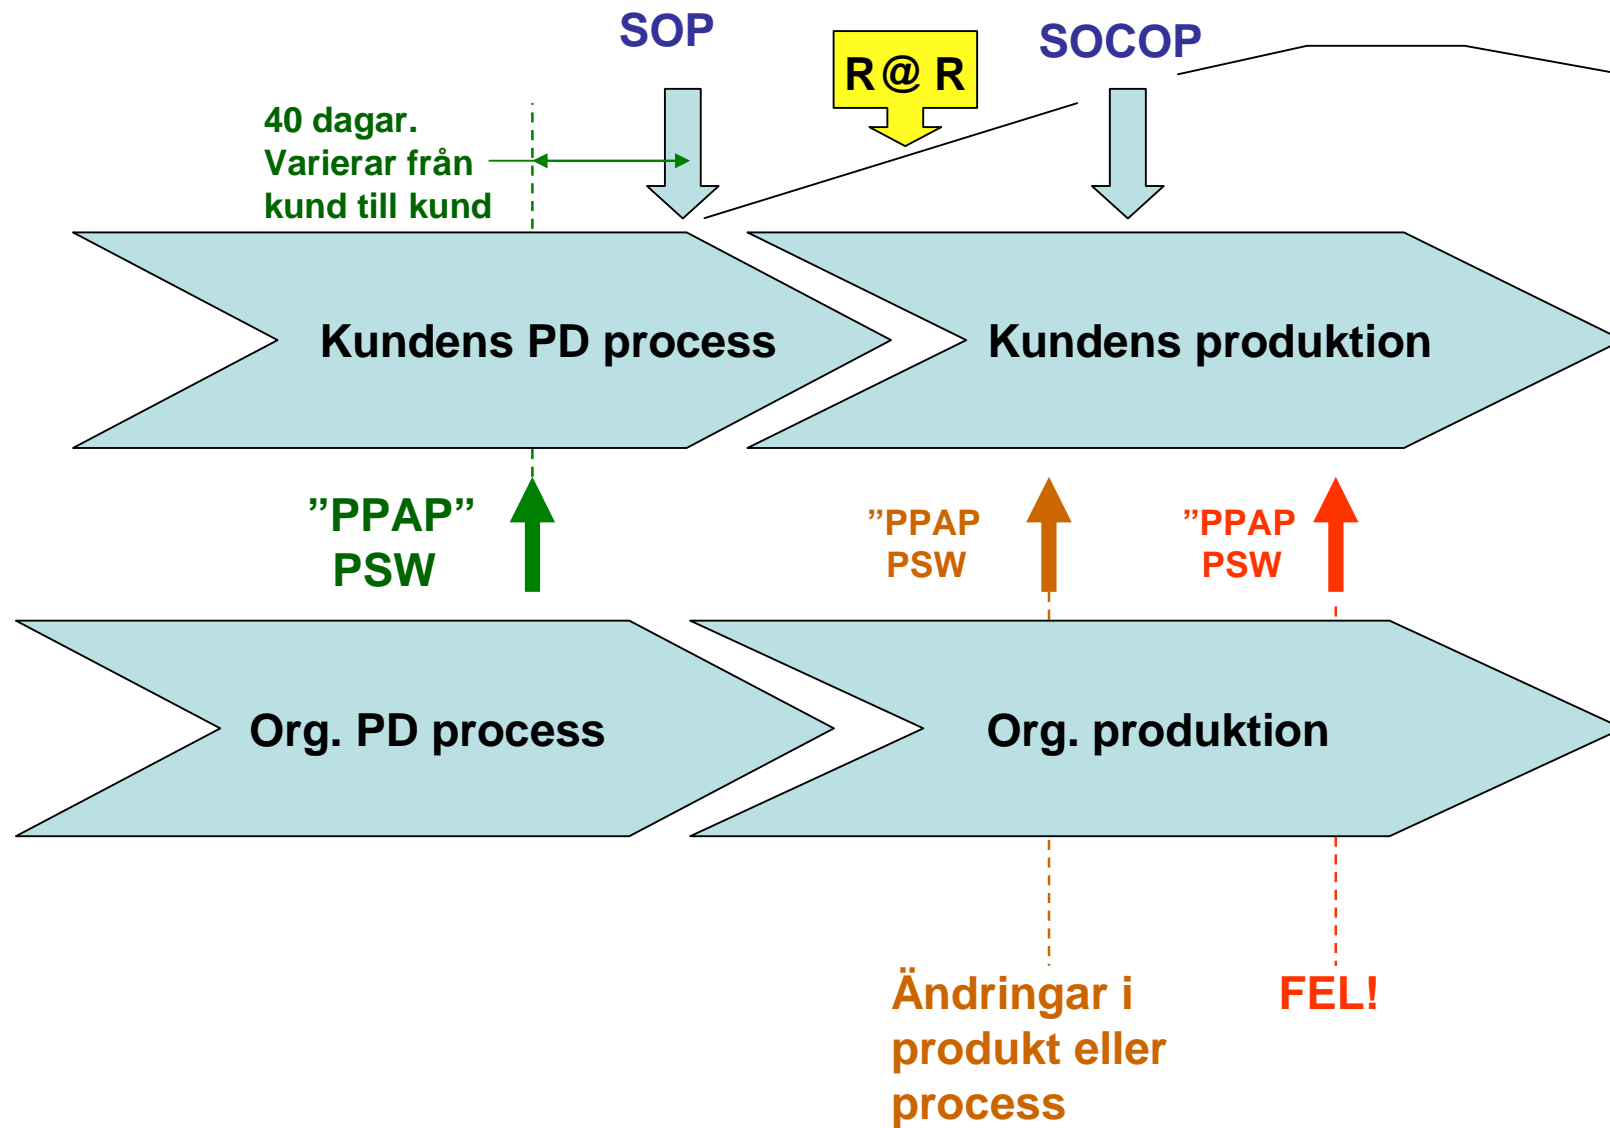 SOP
R @ R
SOCOP
40 dagar.
Varierar från
kund till kund
Kundens PD process
Kundens produktion
”PPAP”
PSW
”PPAP
PSW
”PPAP
PSW
Org. PD process
Org. produktion
Ändringar i
produkt eller
process
FEL!